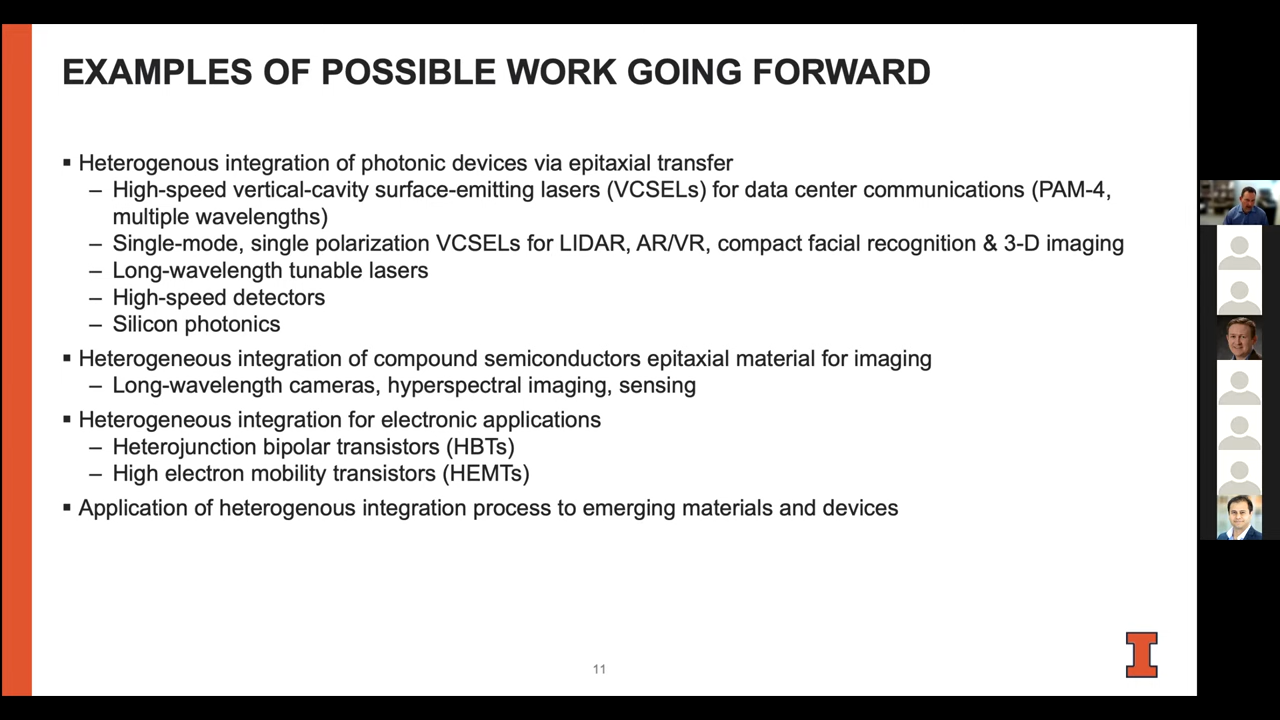 EXAMPLES OF POSSIBLE WORK GOING FORWARD
▪ Heterogenous integration of photonic devices via epitaxial transfer
– High-speed vertical-cavity surface-emitting lasers (VCSELs) for data center communications (PAM-4,
multiple wavelengths)
– Single-mode, single polarization VCSELs for LIDAR, AR/VR, compact facial recognition & 3-D imaging
– Long-wavelength tunable lasers
– High-speed detectors
– Silicon photonics
▪ Heterogeneous integration of compound semiconductors epitaxial material for imaging
– Long-wavelength cameras, hyperspectral imaging, sensing
▪ Heterogeneous integration for electronic applications
– Heterojunction bipolar transistors (HBTs)
– High electron mobility transistors (HEMTs)
▪ Application of heterogenous integration process to emerging materials and devices
11
I